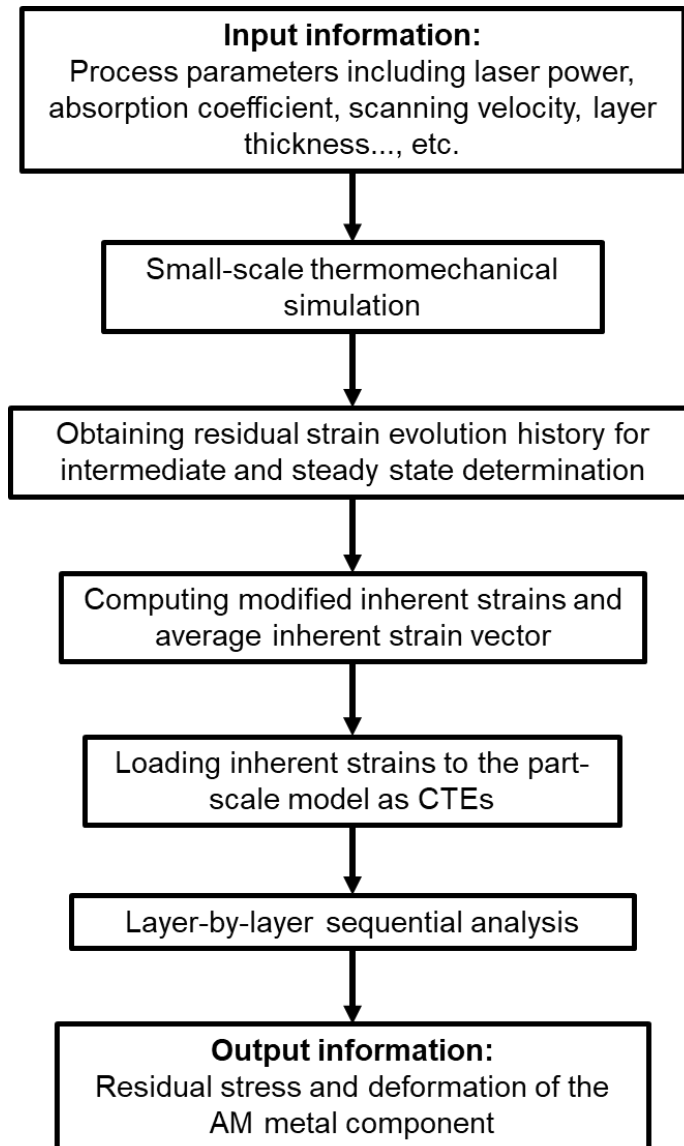 Input information:
Process parameters including laser power,
absorption coefficient, scanning velocity, layer
thickness..., etc.
Small-scale thermomechanical
simulation
Obtaining residual strain evolution history for
intermediate and steady state determination
Computing modified inherent strains and
average inherent strain vector
Loading inherent strains to the part-
scale model as CTEs
Layer-by-layer sequential analysis
Output information:
Residual stress and deformation of the
AM metal component